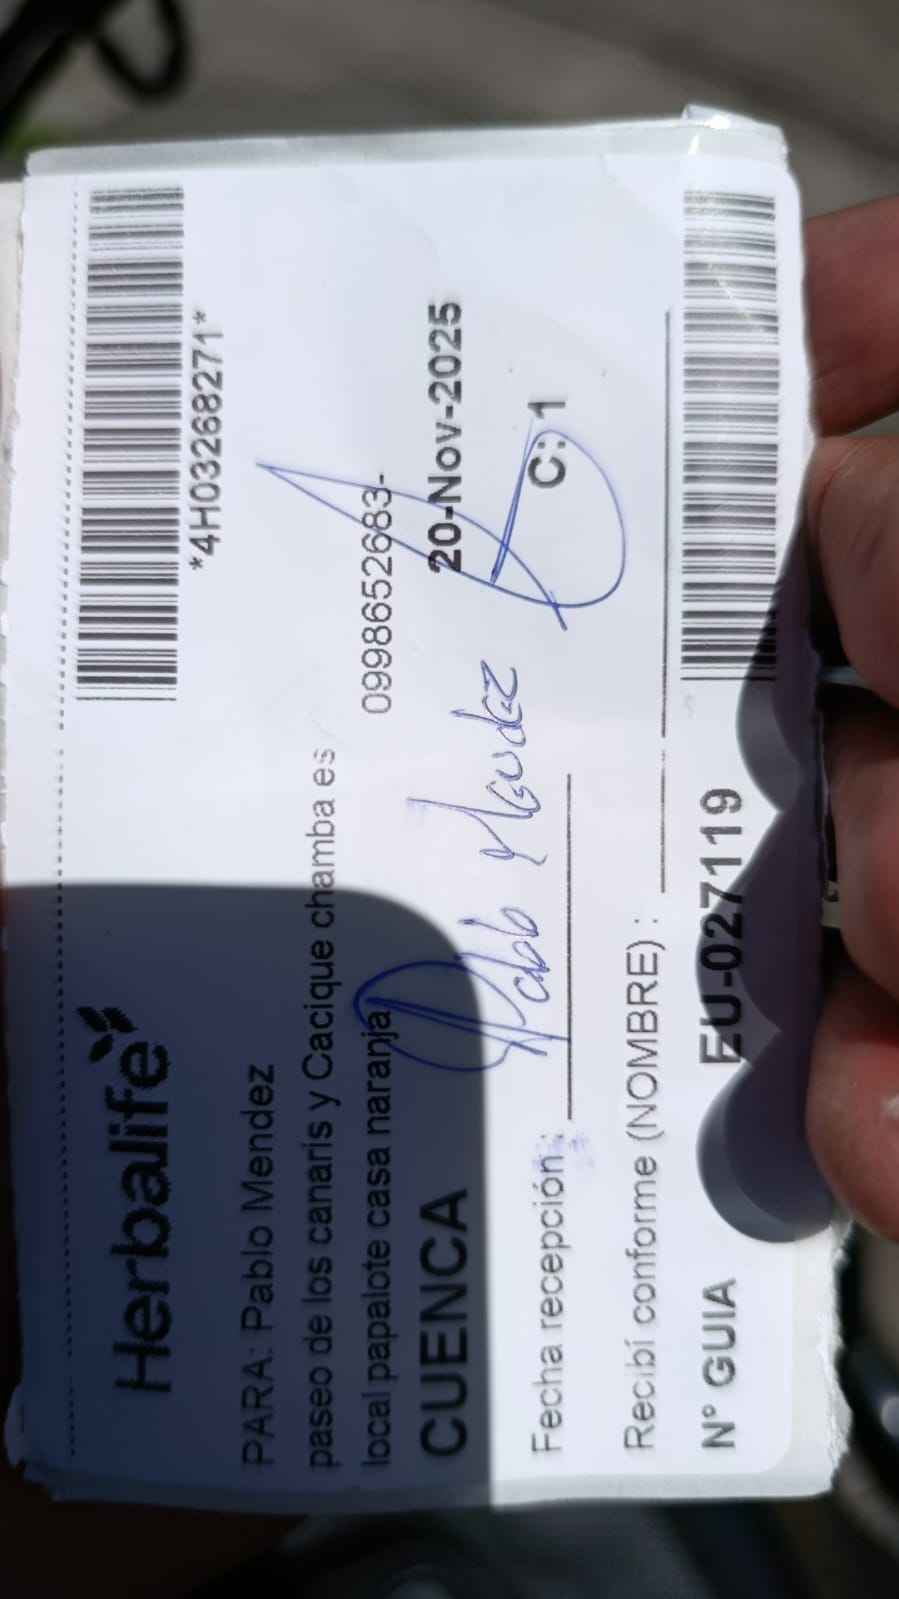 *4H03268271*
Herbalife
PARA: Pablo Mendez
paseo de los canaris y Cacique chamba es
local papalote casa naranja
0998652683-
CUENCA
20-Nov-2025
Pablo Mendez
Fecha recepción :
C: 1
Recibí conforme (NOMBRE) :
N° GUIA EU-027119